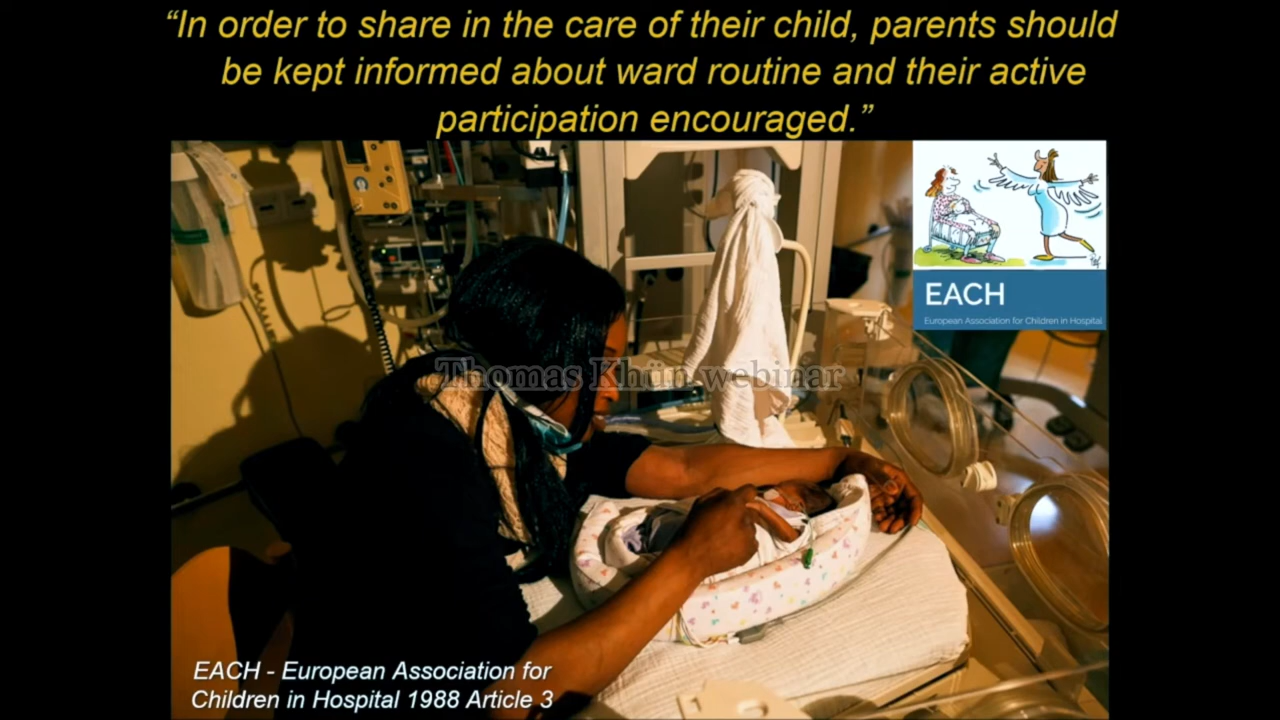 “In order to share in the care of their child, parents should
be kept informed about ward routine and their active
participation encouraged.”
EACH
European Association for Children in Hospital
Thomas Khün webinar
EACH - European Association for
Children in Hospital 1988 Article 3